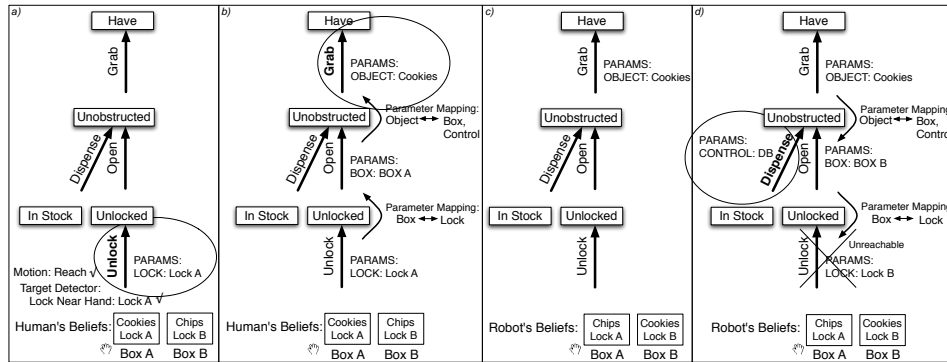 a)
Have
Grab
Unobstructed
Dispense
Open
In Stock
Unlocked
Unlock
PARAMS:
LOCK: Lock A
Motion: Reach √
Target Detector:
Lock Near Hand: Lock A √
Human's Beliefs:
Cookies
Lock A
Chips
Lock B
Box A
Box B
b)
Have
Grab
PARAMS:
OBJECT: Cookies
Parameter Mapping:
Object
Box,
Control
Unobstructed
Dispense
Open
PARAMS:
BOX: BOX A
Parameter Mapping:
Box
Lock
In Stock
Unlocked
Unlock
PARAMS:
LOCK: Lock A
Human's Beliefs:
Cookies
Lock A
Chips
Lock B
Box A
Box B
c)
Have
Grab
PARAMS:
OBJECT: Cookies
Unobstructed
Dispense
Open
In Stock
Unlocked
Unlock
Robot's Beliefs:
Chips
Lock A
Cookies
Lock B
Box A
Box B
d)
Have
Grab
PARAMS:
OBJECT: Cookies
Parameter Mapping:
Object
Box,
Control
Unobstructed
PARAMS:
CONTROL: DB
Dispense
Open
PARAMS:
BOX: BOX B
Parameter Mapping:
Box
Lock
In Stock
Unlocked
Unreachable
Unlock
PARAMS:
LOCK: Lock B
Robot's Beliefs:
Chips
Lock A
Cookies
Lock B
Box A
Box B